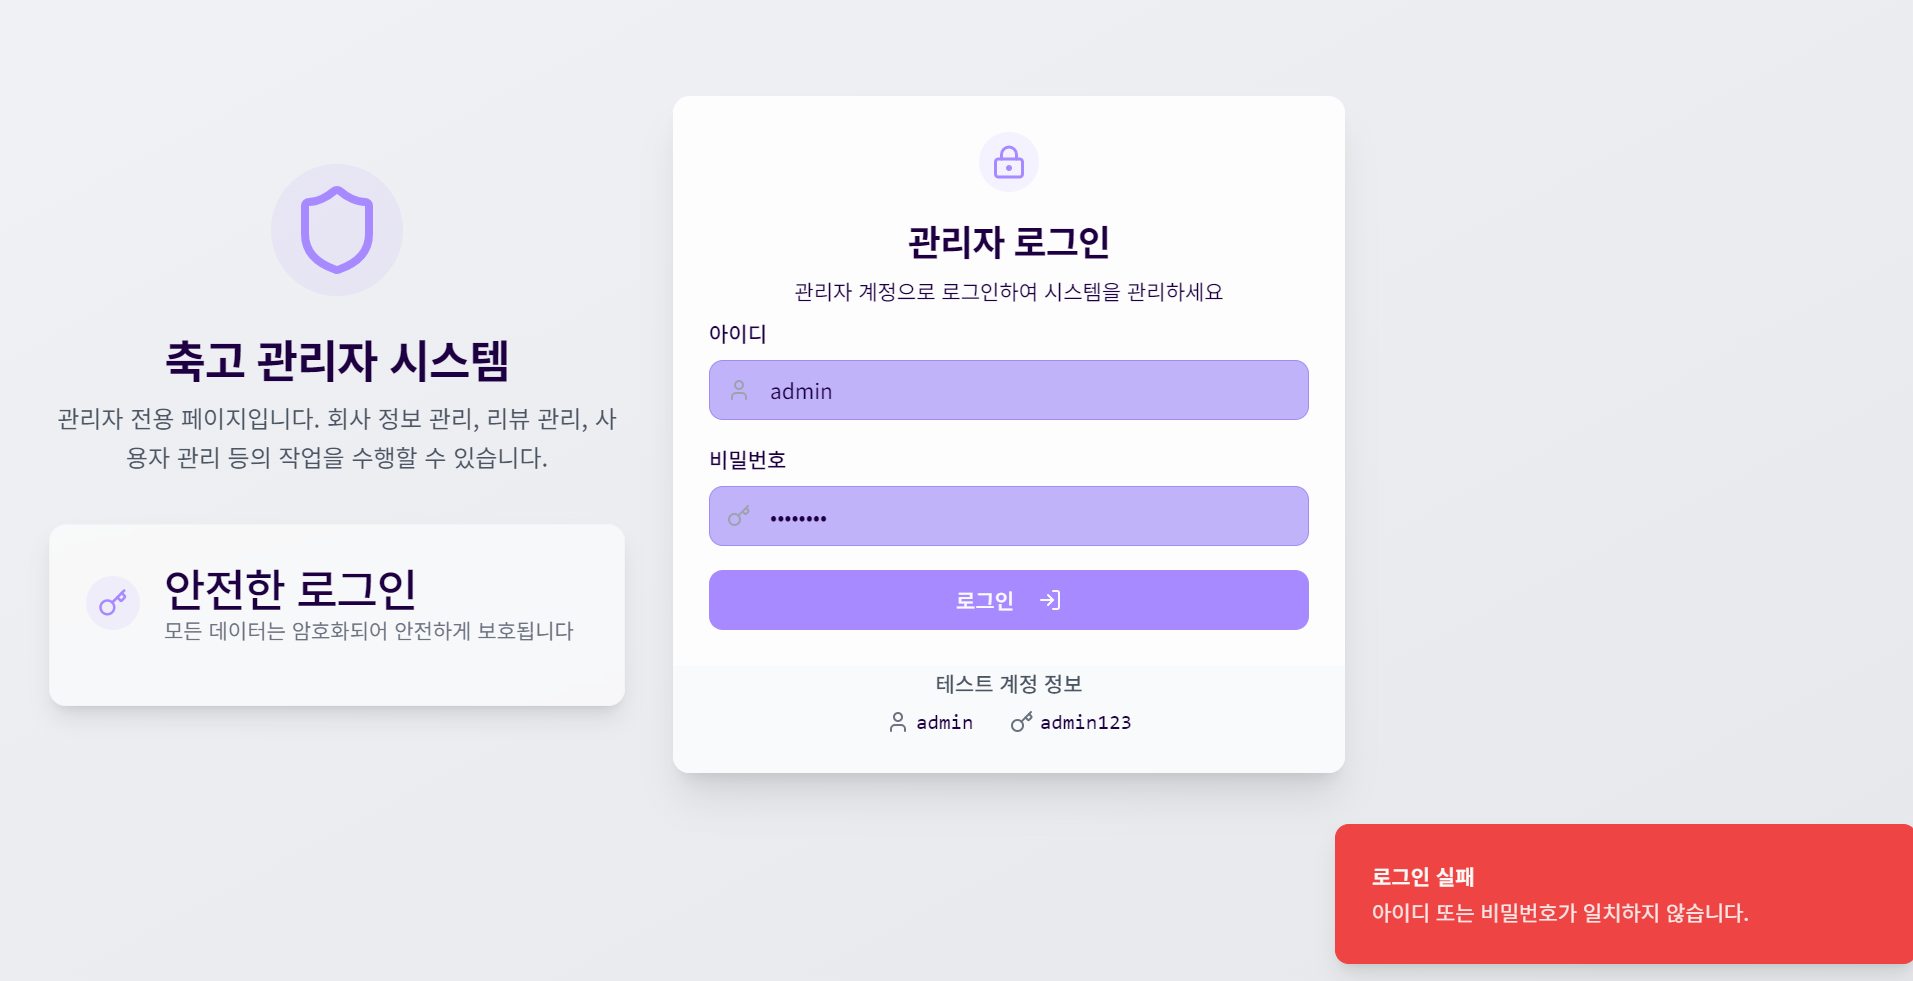 축고 관리자 시스템
관리자 전용 페이지입니다. 회사 정보 관리, 리뷰 관리, 사
용자 관리 등의 작업을 수행할 수 있습니다.
안전한 로그인
모든 데이터는 암호화되어 안전하게 보호됩니다
관리자 로그인
관리자 계정으로 로그인하여 시스템을 관리하세요
아이디
admin
비밀번호
••••••••
로그인
테스트 계정 정보
admin admin123
로그인 실패
아이디 또는 비밀번호가 일치하지 않습니다.